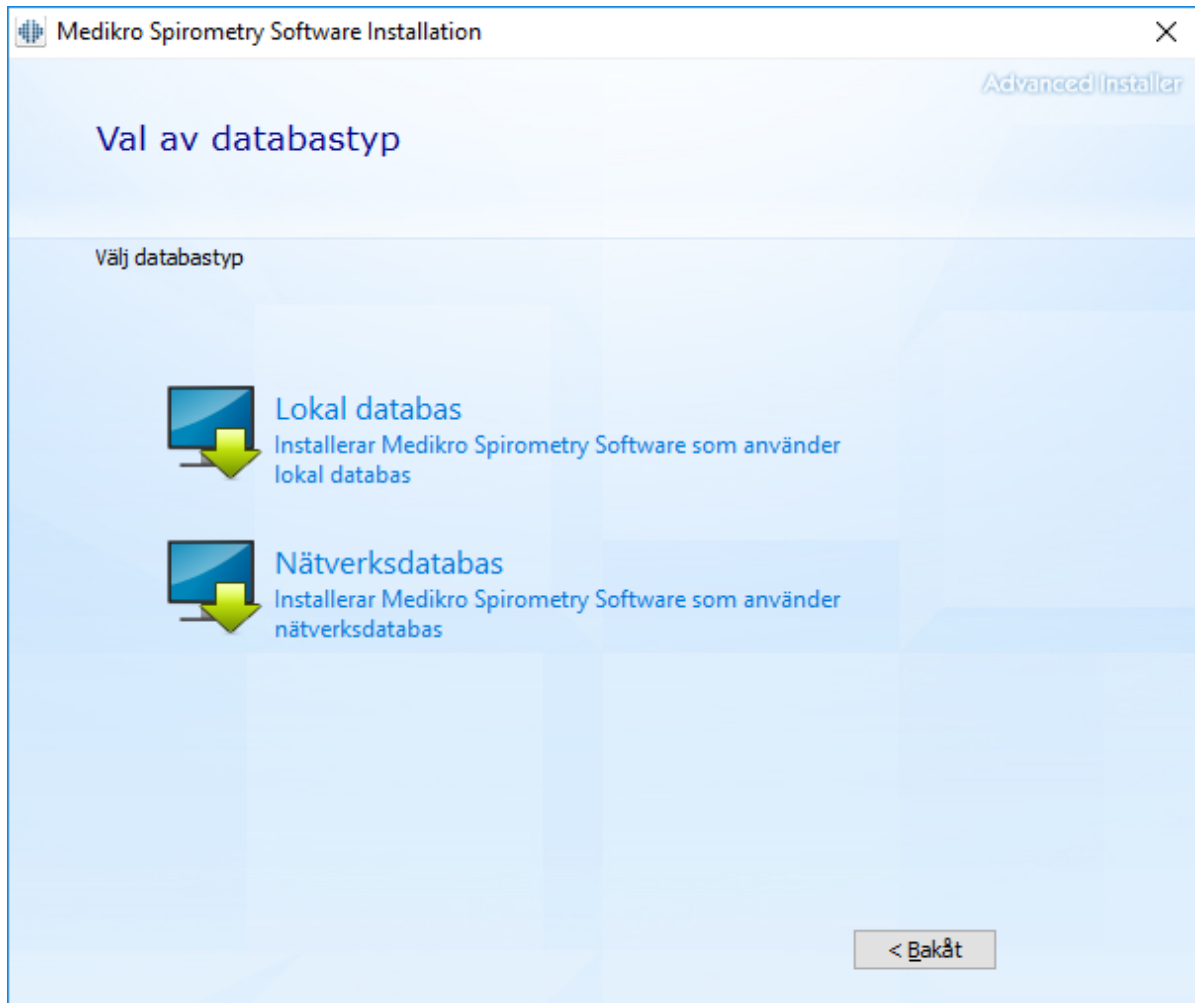 Medikro Spirometry Software Installation
Advanced Installer
Val av databastyp
Välj databastyp
Lokal databas
Installerar Medikro Spirometry Software som använder
lokal databas
Nätverksdatabas
Installerar Medikro Spirometry Software som använder
nätverksdatabas
< Bakåt